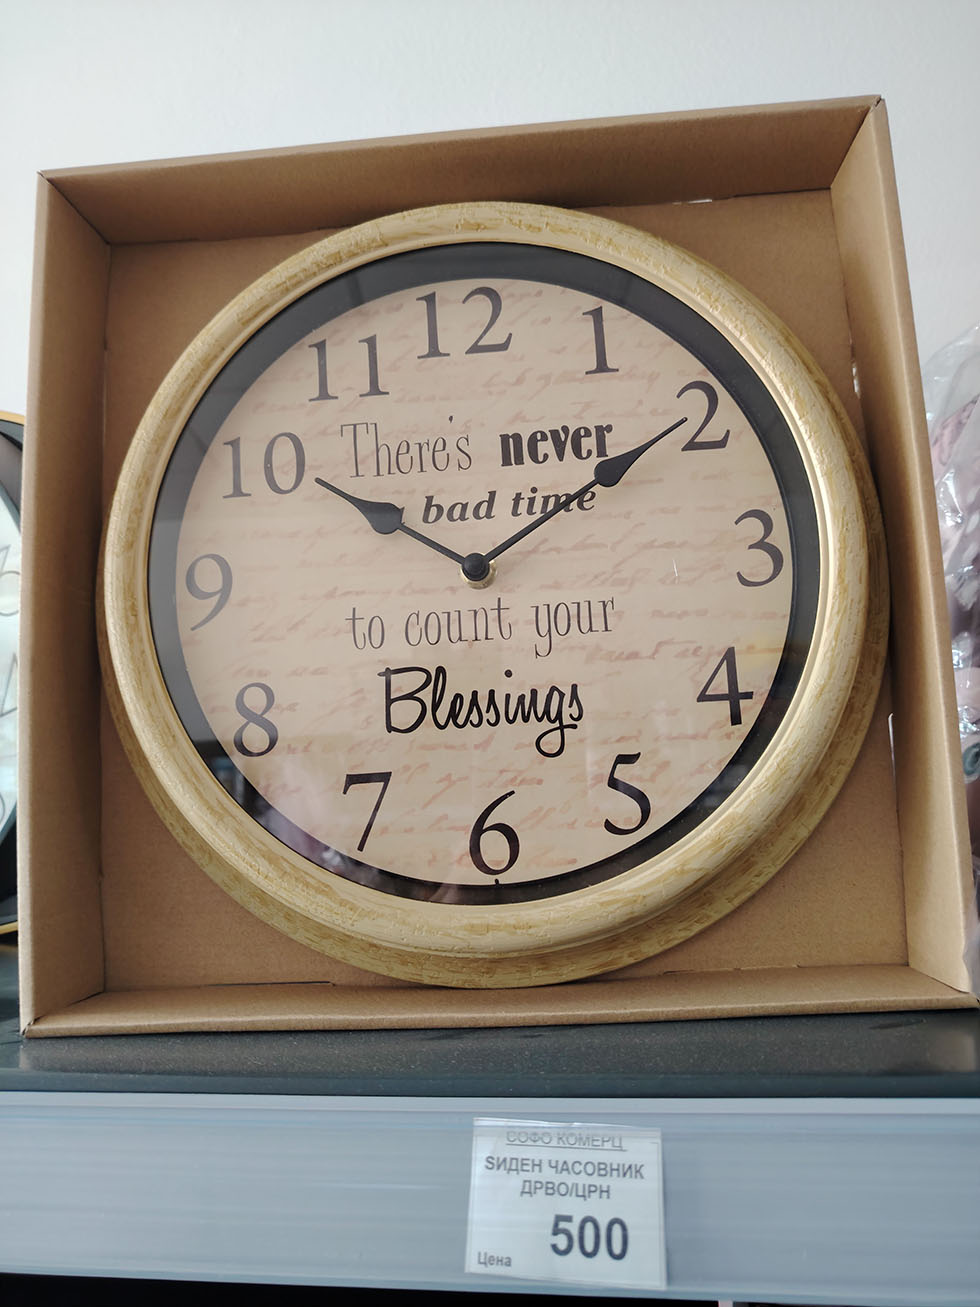 12
11
1
10
2
There's never
a bad time
9
3
to count your
8
Blessings
4
7
5
6
СОФО КОМЕРЦ
ЅИДЕН ЧАСОВНИК
ДРВО/ЦРН
Цена 500